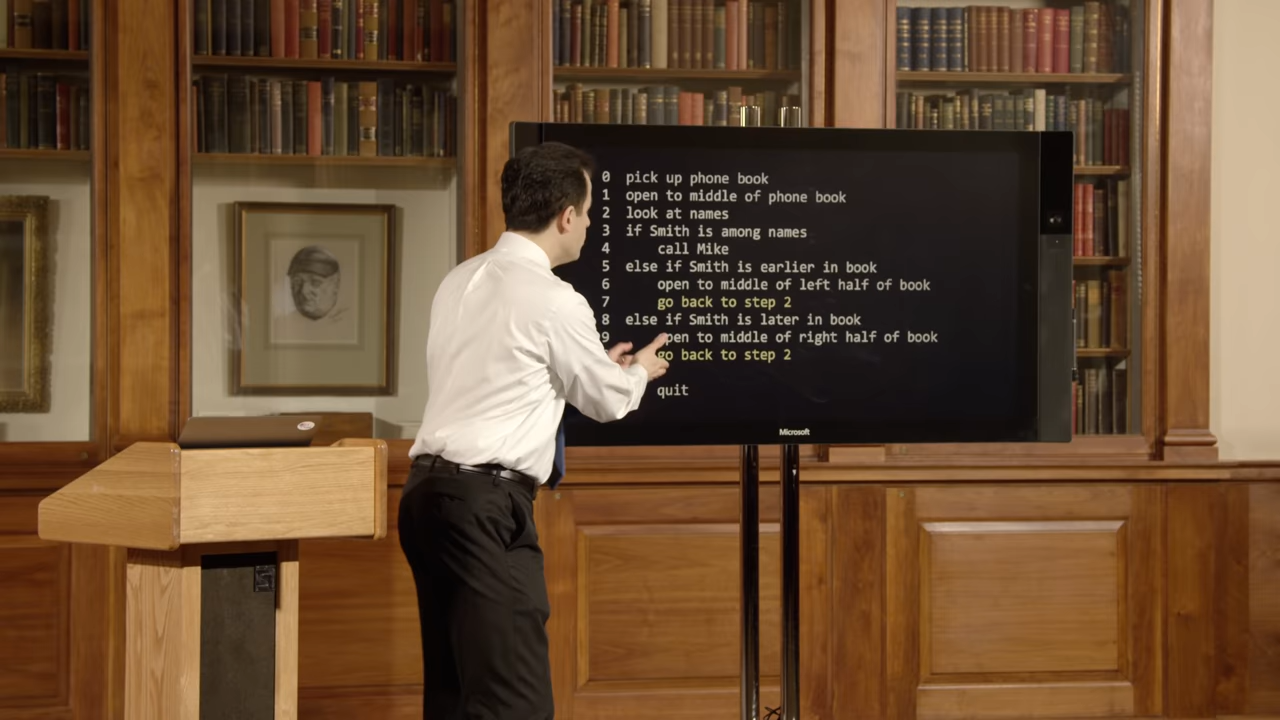 0 pick up phone book
1 open to middle of phone book
2 look at names
3 if Smith is among names
4 call Mike
5 else if Smith is earlier in book
6 open to middle of left half of book
7 go back to step 2
8 else if Smith is later in book
9 open to middle of right half of book
go back to step 2
quit
Microsoft